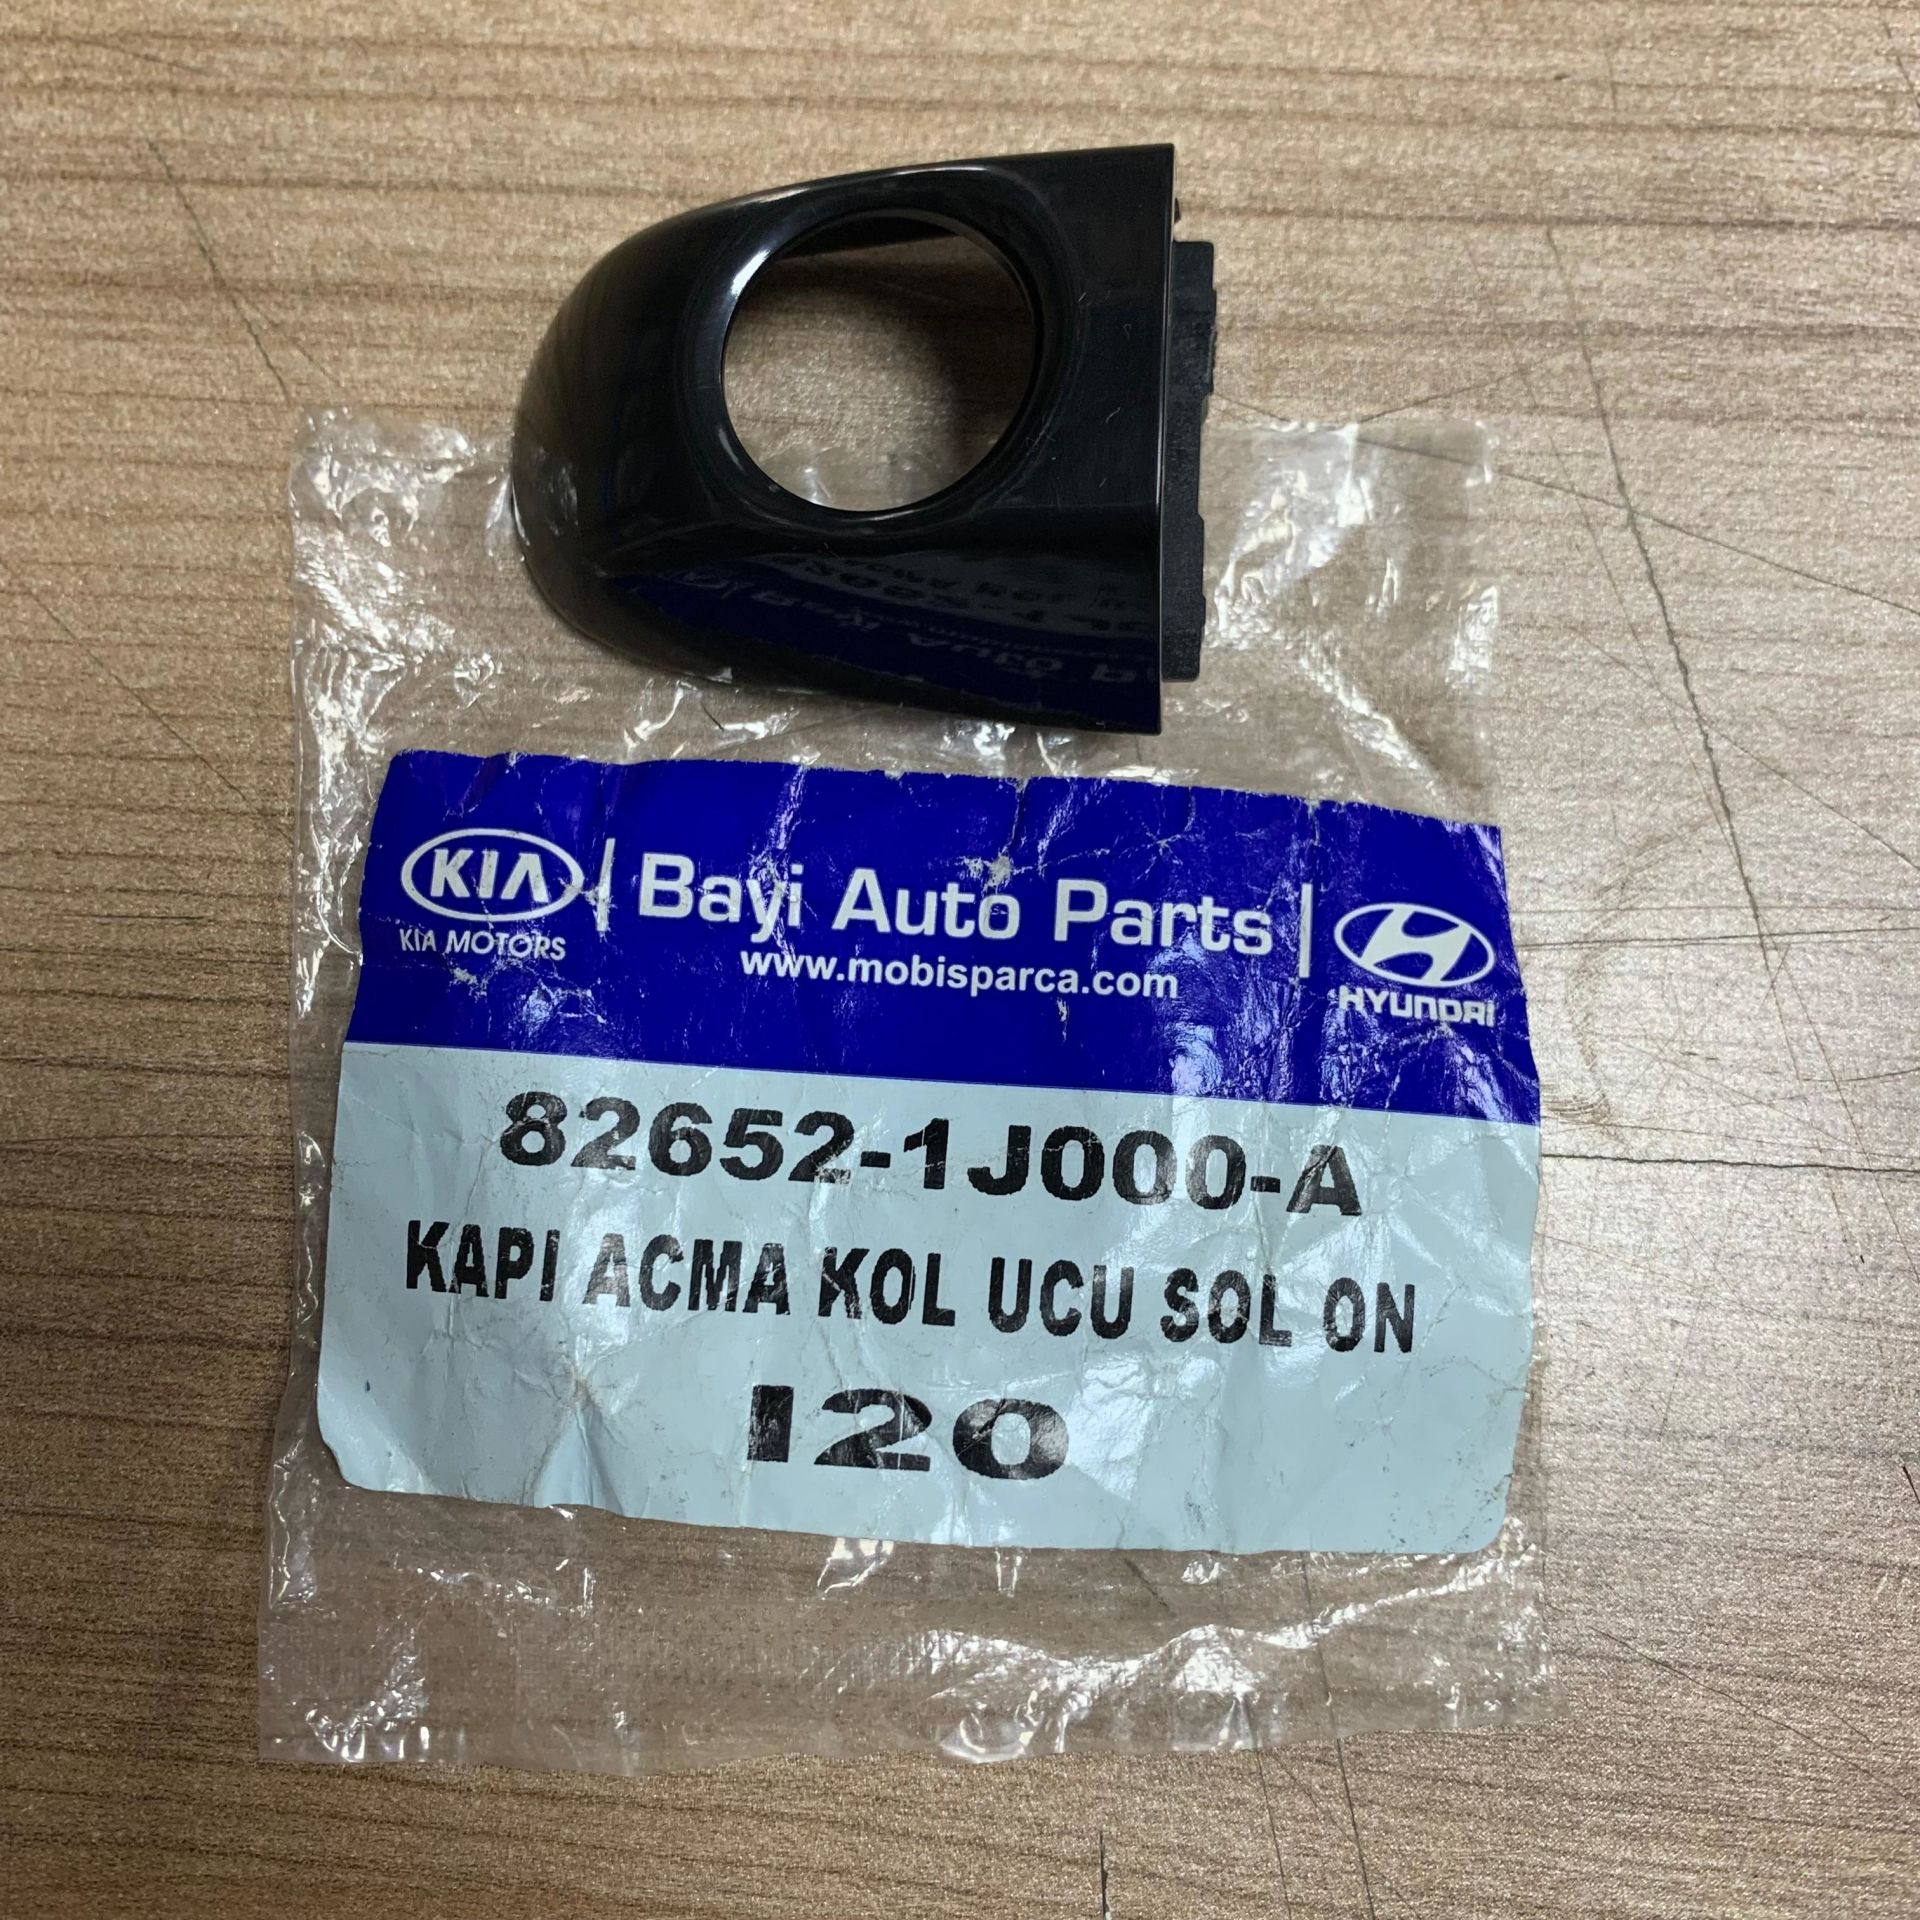 KIA
KIA MOTORS
Bayi Auto Parts
www.mobisparca.com
HYUNDAI
82652-1J000-A
KAPI ACMA KOL UCU SOL ON
I20